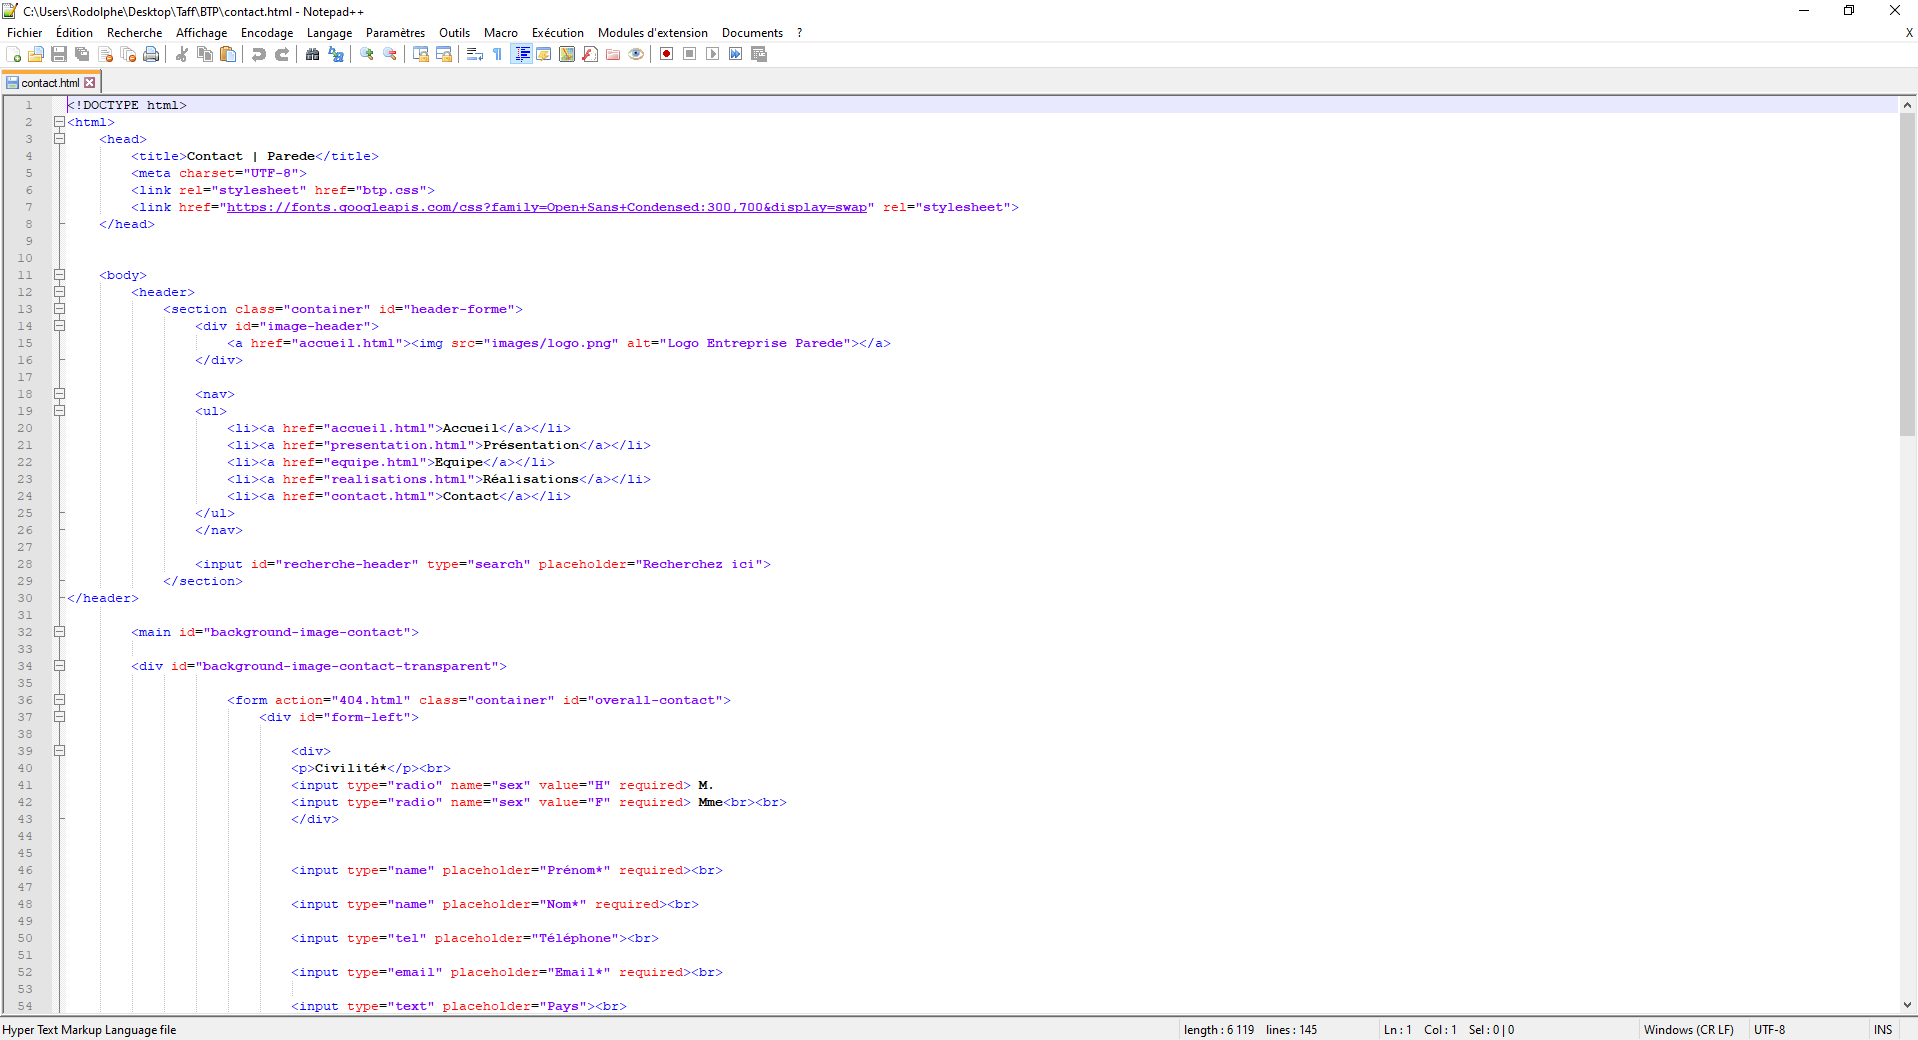 C:\Users\Rodolphe\Desktop\Taff\BTP\contact.html - Notepad++
Fichier Édition Recherche Affichage Encodage Langage Paramètres Outils Macro Exécution Modules d'extension Documents ? X
contact.html
1 <!DOCTYPE html>
2 <html>
3 <head>
4 <title>Contact | Parede</title>
5 <meta charset="UTF-8">
6 <link rel="stylesheet" href="btp.css">
7 <link href="https://fonts.googleapis.com/css?family=Open+Sans+Condensed:300,700&display=swap" rel="stylesheet">
8 </head>
9
10
11 <body>
12 <header>
13 <section class="container" id="header-forme">
14 <div id="image-header">
15 <a href="accueil.html"><img src="images/logo.png" alt="Logo Entreprise Parede"></a>
16 </div>
17
18 <nav>
19 <ul>
20 <li><a href="accueil.html">Accueil</a></li>
21 <li><a href="presentation.html">Présentation</a></li>
22 <li><a href="equipe.html">Equipe</a></li>
23 <li><a href="realisations.html">Réalisations</a></li>
24 <li><a href="contact.html">Contact</a></li>
25 </ul>
26 </nav>
27
28 <input id="recherche-header" type="search" placeholder="Recherchez ici">
29 </section>
30 </header>
31
32 <main id="background-image-contact">
33
34 <div id="background-image-contact-transparent">
35
36 <form action="404.html" class="container" id="overall-contact">
37 <div id="form-left">
38
39 <div>
40 <p>Civilité*</p><br>
41 <input type="radio" name="sex" value="H" required> M.
42 <input type="radio" name="sex" value="F" required> Mme<br><br>
43 </div>
44
45
46 <input type="name" placeholder="Prénom*" required><br>
47
48 <input type="name" placeholder="Nom*" required><br>
49
50 <input type="tel" placeholder="Téléphone"><br>
51
52 <input type="email" placeholder="Email*" required><br>
53
54 <input type="text" placeholder="Pays"><br>
Hyper Text Markup Language file length : 6 119 lines : 145 Ln : 1 Col : 1 Sel : 0 | 0 Windows (CR LF) UTF-8 INS